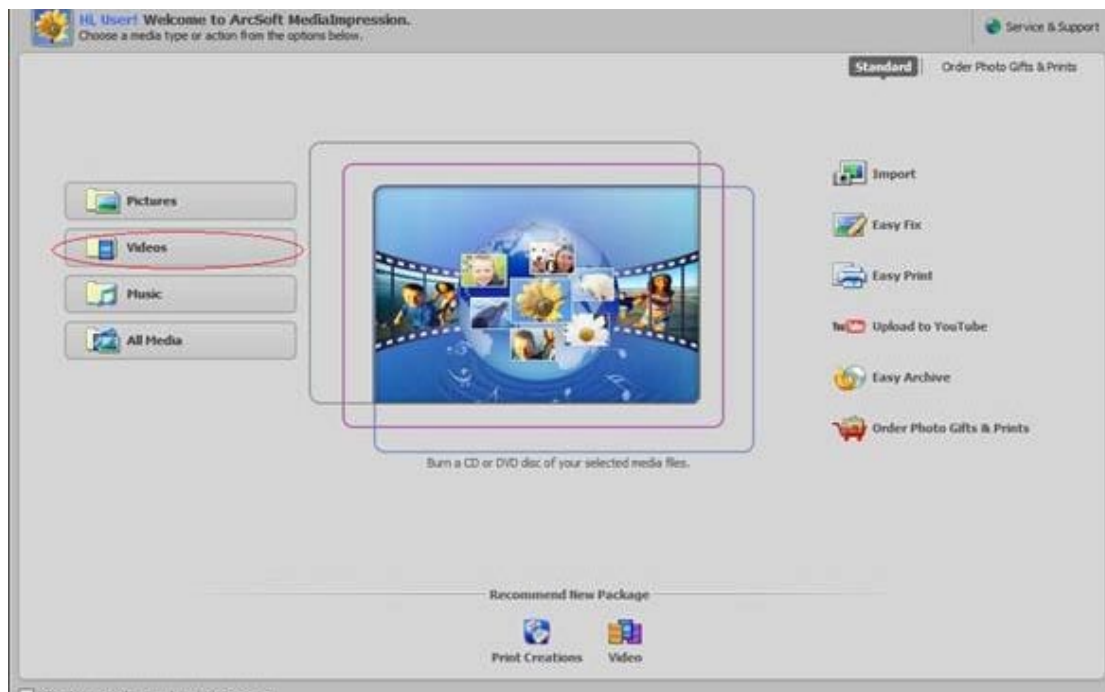 Hi, User! Welcome to ArcSoft MediaImpression.
Choose a media type or action from the options below.
Service & Support
Standard
Order Photo Gifts & Prints
Pictures
Videos
Music
All Media
Import
Easy Fix
Easy Print
Upload to YouTube
Easy Archive
Order Photo Gifts & Prints
Burn a CD or DVD disc of your selected media files.
Recommend New Package
Print Creations
Video